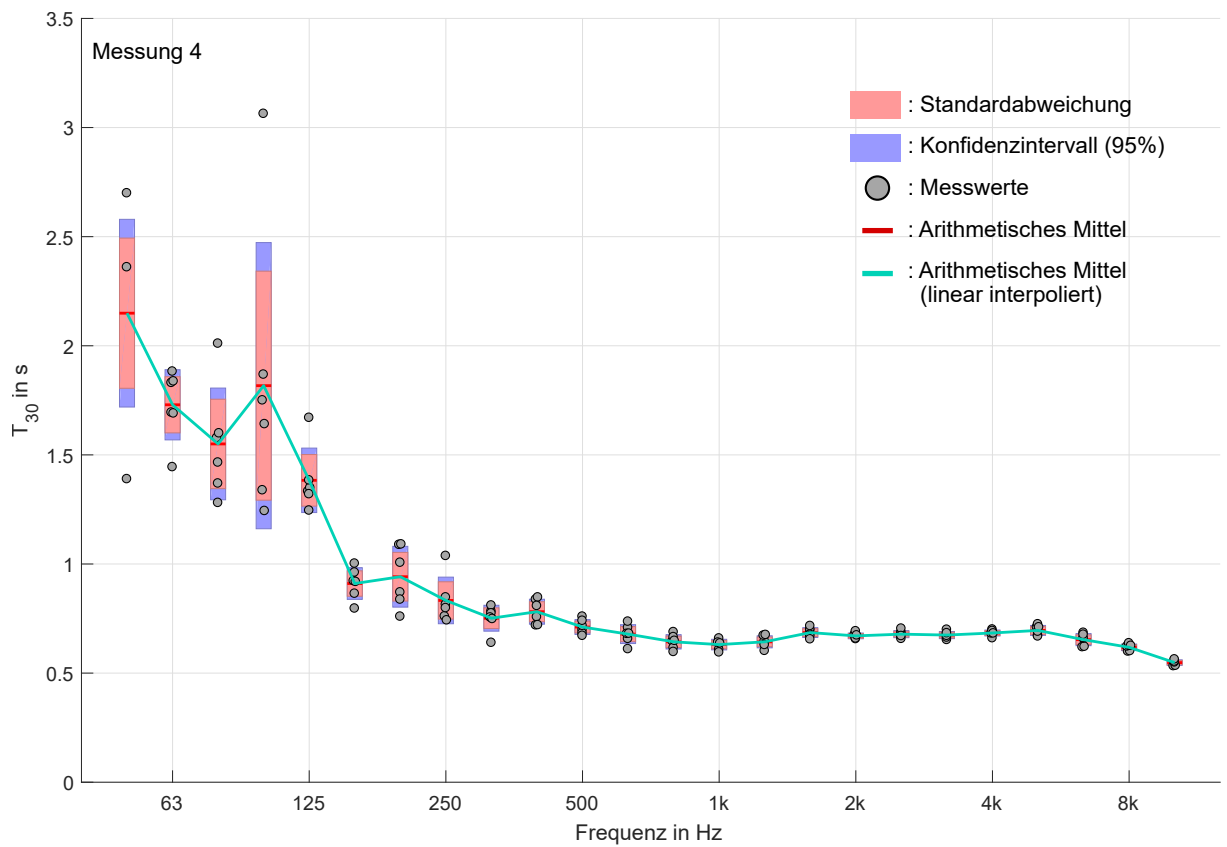 3.5
Messung 4
: Standardabweichung
: Konfidenzintervall (95%)
: Messwerte
: Arithmetisches Mittel
: Arithmetisches Mittel
(linear interpoliert)
3
2.5
2
1.5
1
0.5
0
T30 in s
63 125 250 500 1k 2k 4k 8k
Frequenz in Hz